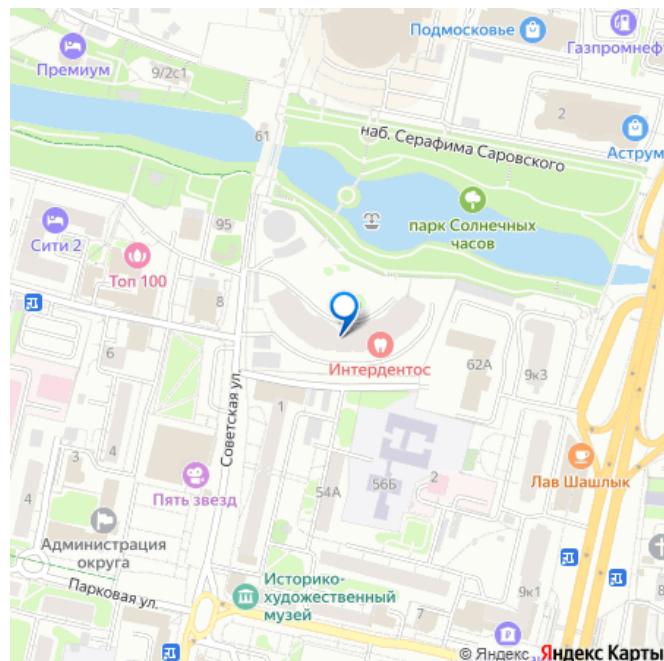 Подмосковье
Газпромнефт
Премиум
9/2с1
2
61
наб. Серафима Саровского
Аструм
95
парк Солнечных
часов
Сити 2
Топ 100
8
Интердентос
62А
9к3
6
Советская ул.
1
4
3
Пять звезд
54А
56Б
2
Лав Шашлык
4
Администрация
округа
Историко-
художественный
музей
Парковая ул.
7
9к1
8
© Яндекс Яндекс Карты